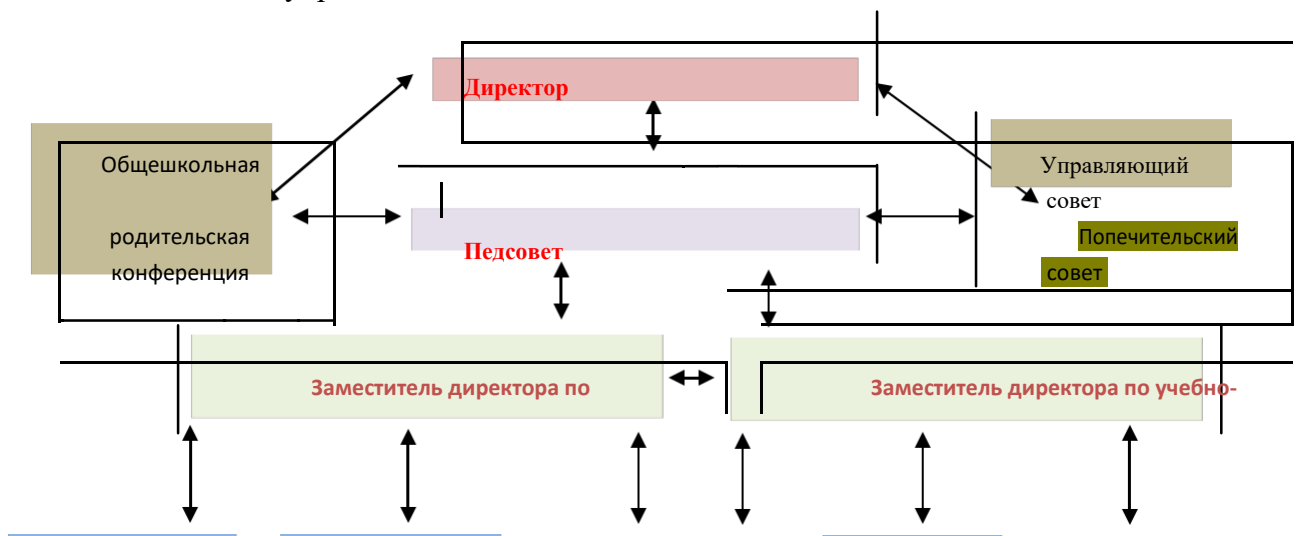 Директор
Общешкольная
родительская
конференция
Педсовет
Управляющий
совет
Попечительский
совет
Заместитель директора по
Заместитель директора по учебно-